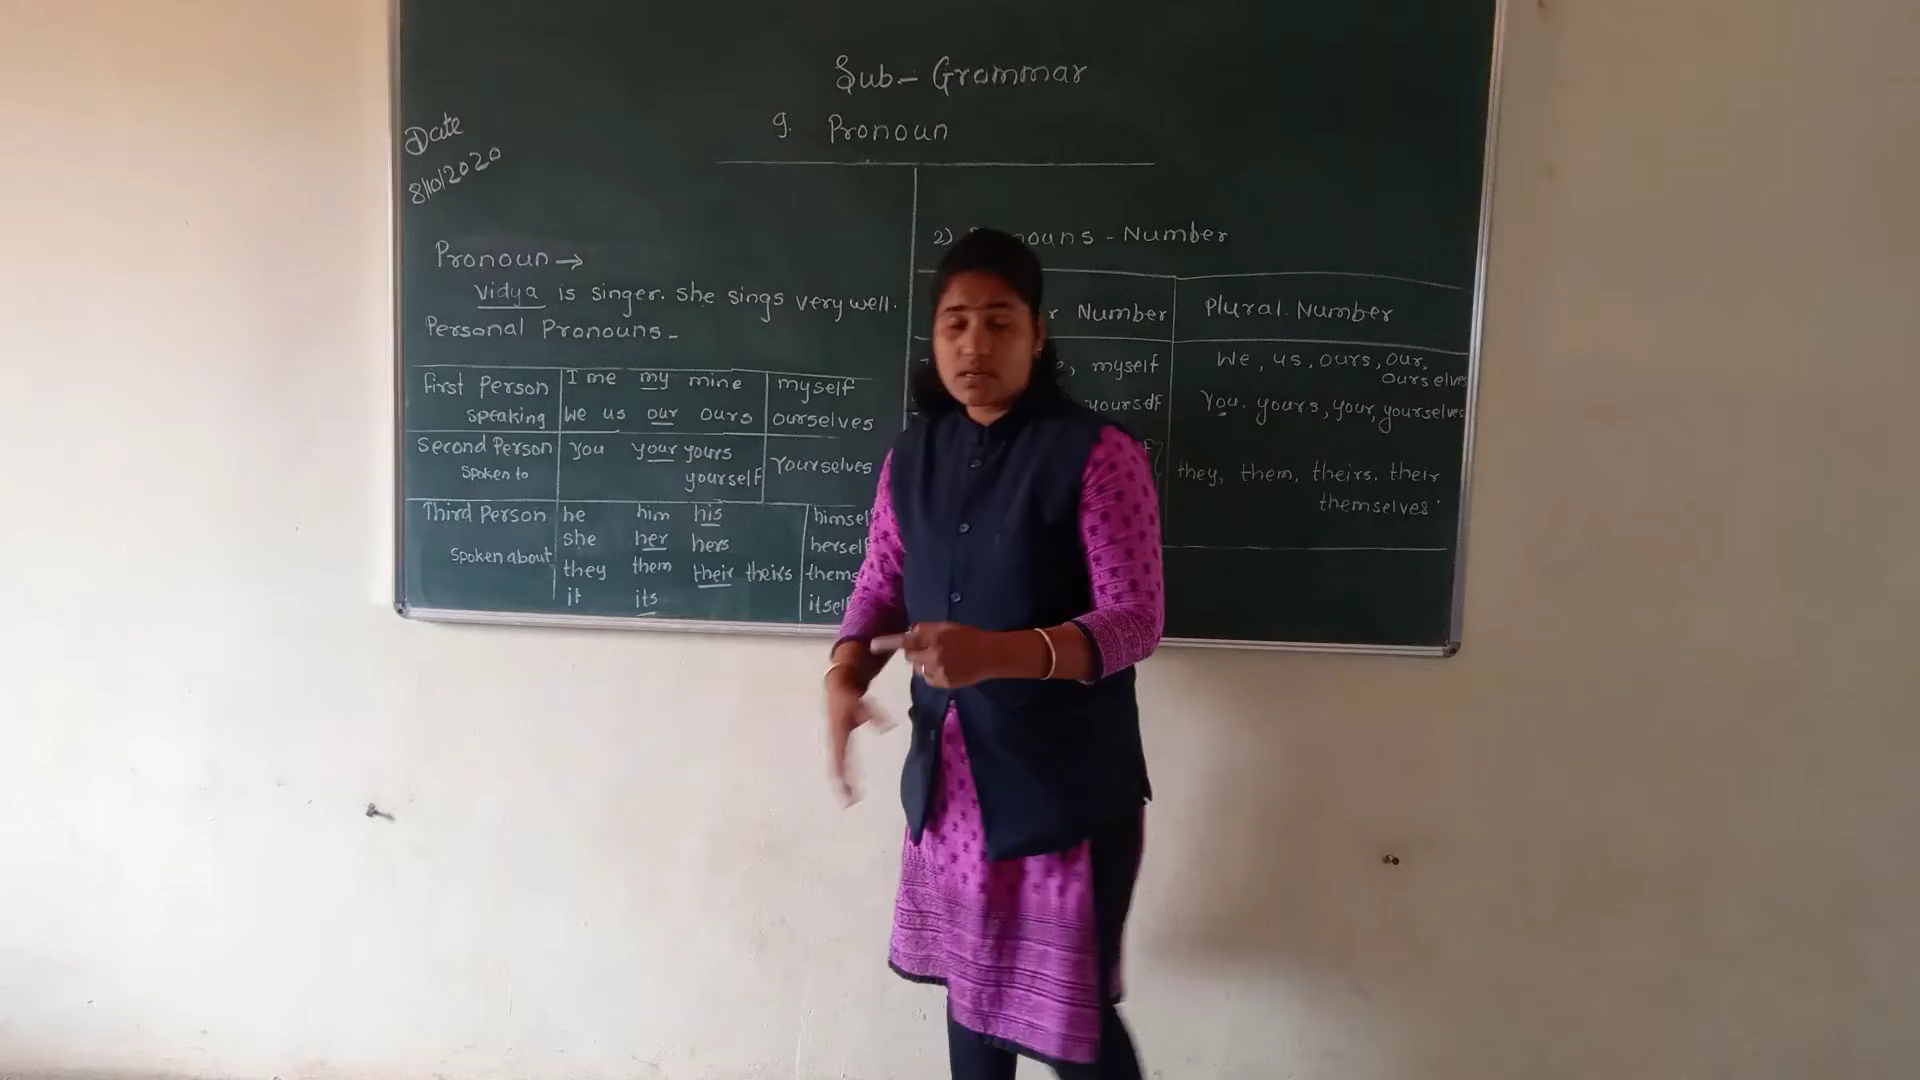 Sub - Grammar
9. Pronoun
Date
8/10/2020
Pronoun →
Vidya is singer. She sings very well.
Personal Pronouns -
First Person I me my mine myself
speaking we us our ours ourselves
Second Person you your yours Yourselves
spoken to yourself
Third Person he him his
she her hers
spoken about they them their theirs
it its
2) - Number
Number Plural. Number
myself We, us, ours, our,
ourselves
yourself You. yours, your, yourselves
they, them, theirs. their
themselves